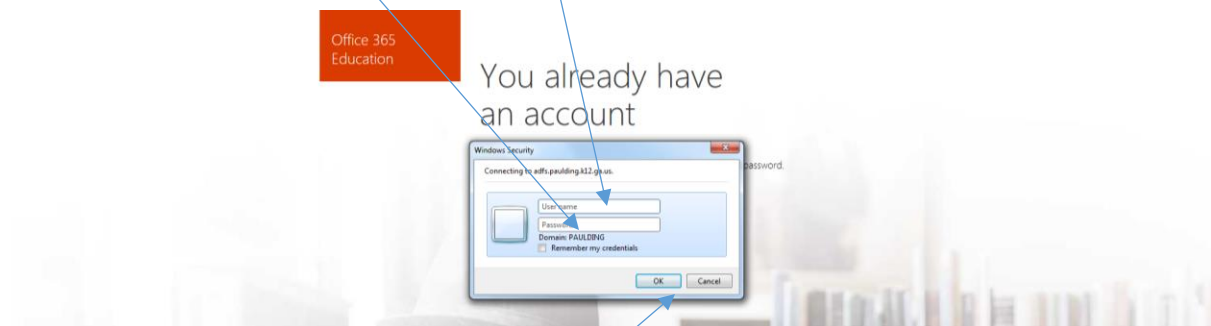 Office 365
Education
You already have
an account
Windows Security
password.
Connecting to adfs.paulding.k12.ga.us.
User name
Password
Domain: PAULDING
Remember my credentials
OK
Cancel